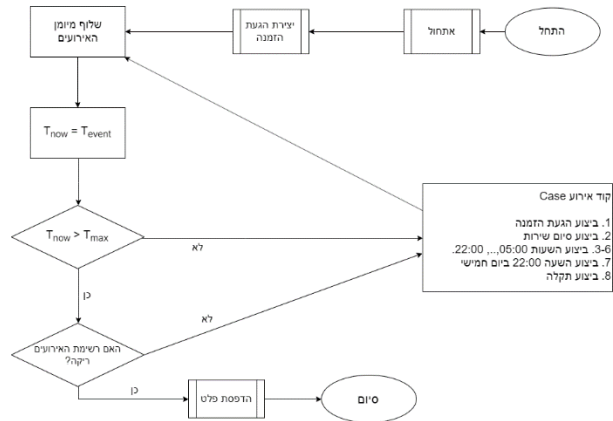 התחל
אתחול
יצירת הגעת
הזמנה
שלוף מיומן
האירועים
Tnow = Tevent
Tnow > Tmax
לא
כן
קוד אירוע Case
1. ביצוע הגעת הזמנה
2. ביצוע סיום שירות
3-6. ביצוע השעות 05:00,.., 22:00.
7. ביצוע השעה 22:00 ביום חמישי
8. ביצוע תקלה
לא
האם רשימת האירועים
ריקה?
כן
הדפסת פלט
סיום